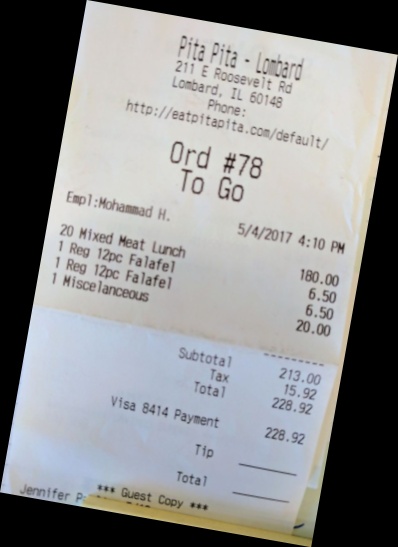 Pita Pita - Lombard
211 E Roosevelt Rd
Lombard, IL 60148
Phone:
http://eatpitapita.com/default/
Ord #78
To Go
Empl:Mohammad H.
5/4/2017 4:10 PM
20 Mixed Meat Lunch 180.00
1 Reg 12pc Falafel 6.50
1 Reg 12pc Falafel 6.50
1 Miscelanceous 20.00
Subtotal 213.00
Tax 15.92
Total 228.92
Visa 8414 Payment 228.92
Tip
Total
*** Guest Copy ***
Jennifer